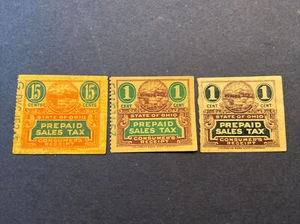 15 15
CENTS CENTS
STATE OF OHIO
PREPAID
SALES TAX
CONSUMER'S
RECEIPT
1 1
CENT CENT
STATE OF OHIO
PREPAID
SALES TAX
CONSUMER'S
RECEIPT
1 1
CENT CENT
STATE OF OHIO
PREPAID
SALES TAX
CONSUMER'S
RECEIPT